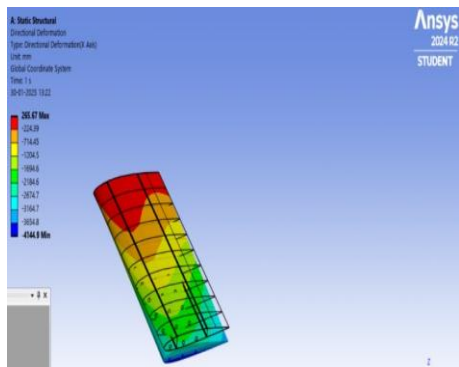 A: Static Structural
Directional Deformation
Type: Directional Deformation(X Axis)
Unit: mm
Global Coordinate System
Time: 1 s
30-01-2025 13:22
265.67 Max
-224.39
-714.45
-1204.5
-1694.6
-2184.6
-2674.7
-3164.7
-3654.8
-4144.9 Min
Ansys
2024 R2
STUDENT
Z